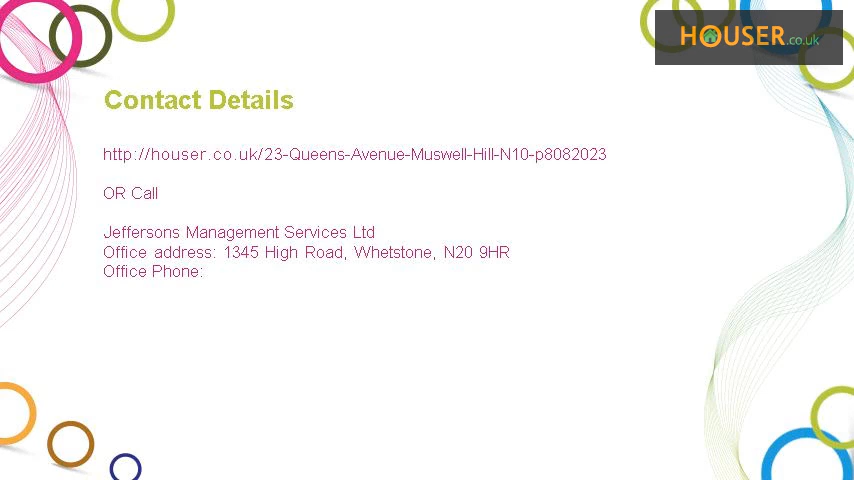 HOUSER.co.uk
Contact Details
http://houser.co.uk/23-Queens-Avenue-Muswell-Hill-N10-p8082023
OR Call
Jeffersons Management Services Ltd
Office address: 1345 High Road, Whetstone, N20 9HR
Office Phone: